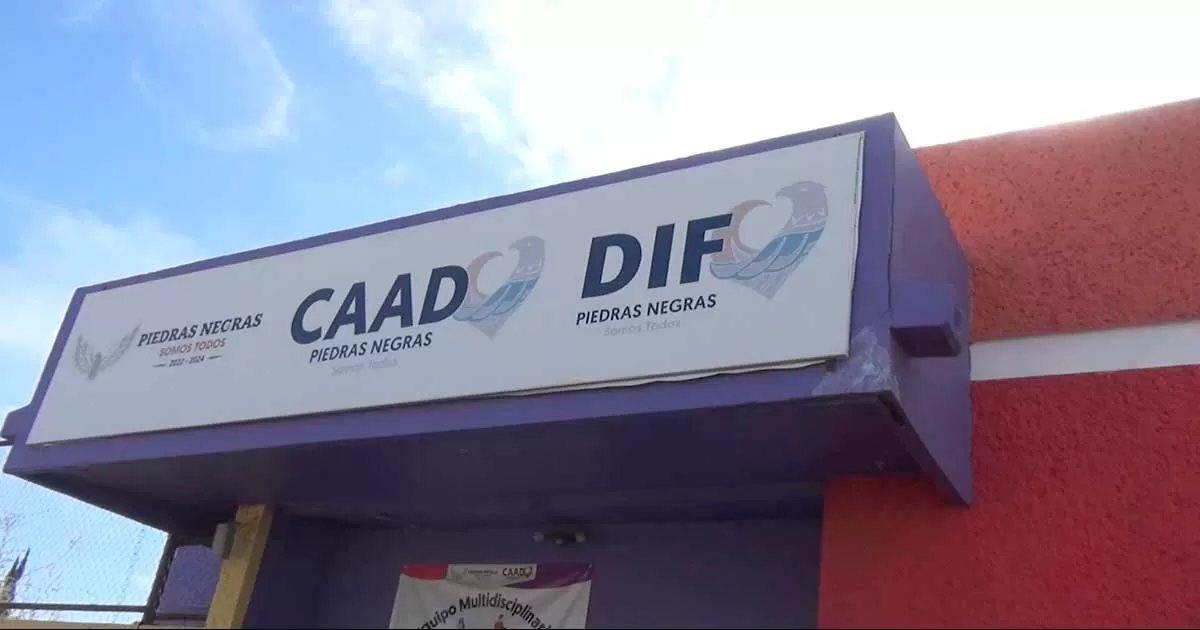 PIEDRAS NEGRAS
SOMOS TODOS
2022 - 2024
CAAD
PIEDRAS NEGRAS
Somos Todos
DIF
PIEDRAS NEGRAS
Somos Todos
CAAD
Equipo Multidisciplinario